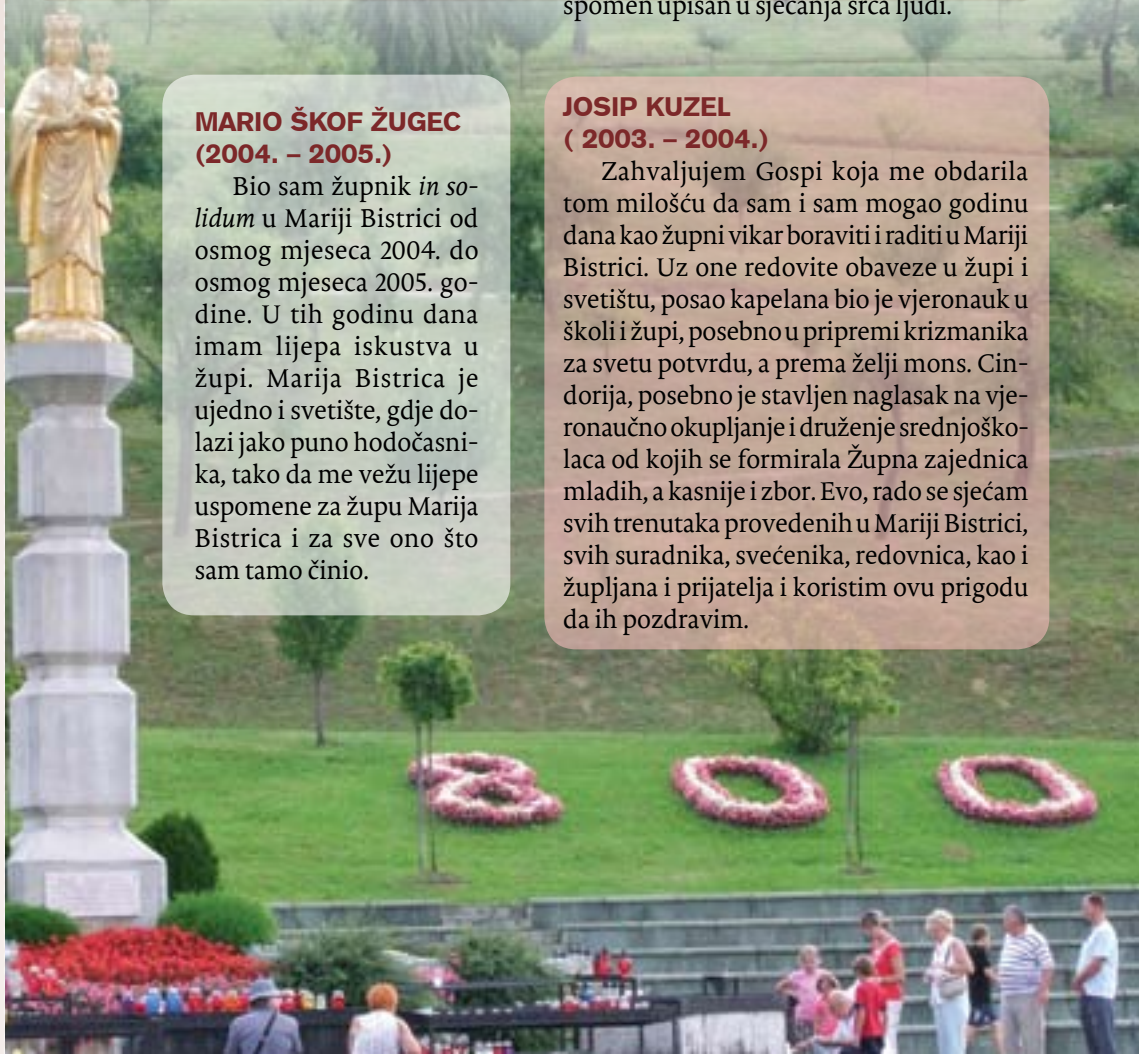 spomen upisan u sjećanja srca ljudi.
MARIO ŠKOF ŽUGEC
(2004. – 2005.)
Bio sam župnik in so-
lidum u Mariji Bistrici od
osmog mjeseca 2004. do
osmog mjeseca 2005. go-
dine. U tih godinu dana
imam lijepa iskustva u
župi. Marija Bistrica je
ujedno i svetište, gdje do-
lazi jako puno hodočasni-
ka, tako da me vežu lijepe
uspomene za župu Marija
Bistrica i za sve ono što
sam tamo činio.
JOSIP KUZEL
( 2003. – 2004.)
Zahvaljujem Gospi koja me obdarila
tom milošću da sam i sam mogao godinu
dana kao župni vikar boraviti i raditi u Mariji
Bistrici. Uz one redovite obaveze u župi i
svetištu, posao kapelana bio je vjeronauk u
školi i župi, posebno u pripremi krizmanika
za svetu potvrdu, a prema želji mons. Cin-
dorija, posebno je stavljen naglasak na vje-
ronaučno okupljanje i druženje srednjoško-
laca od kojih se formirala Župna zajednica
mladih, a kasnije i zbor. Evo, rado se sjećam
svih trenutaka provedenih u Mariji Bistrici,
svih suradnika, svećenika, redovnica, kao i
župljana i prijatelja i koristim ovu prigodu
da ih pozdravim.
800